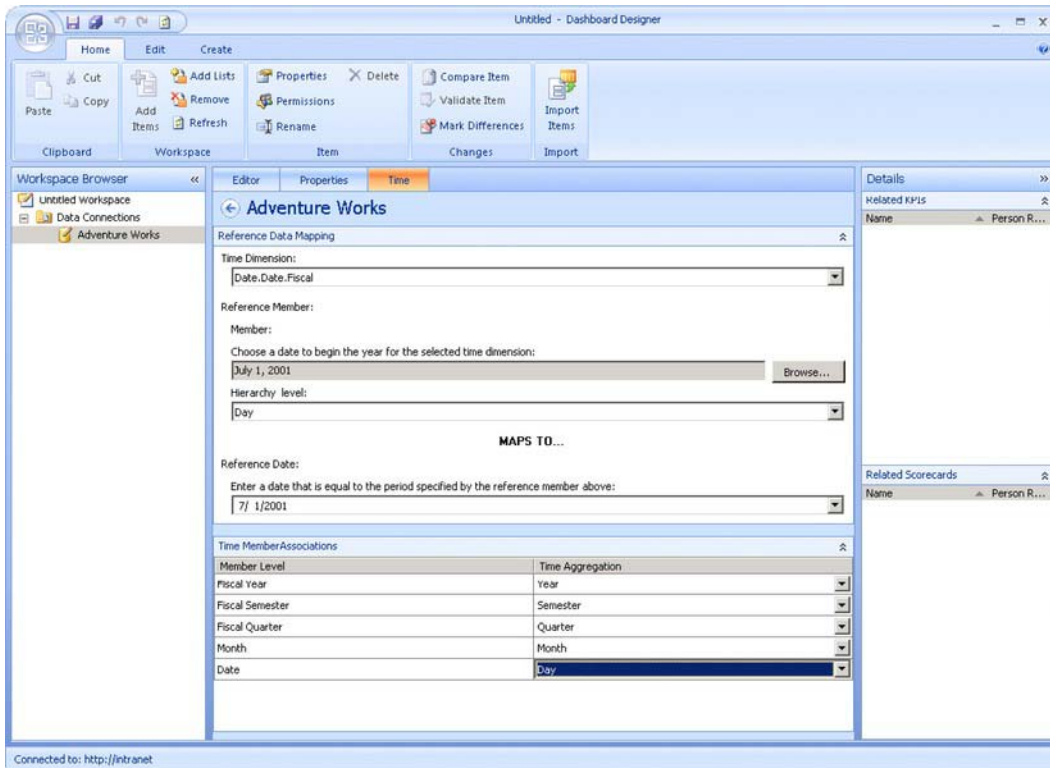 Untitled - Dashboard Designer
Home Edit Create
Paste
Cut
Copy
Clipboard
Add Items
Add Lists
Remove
Refresh
Workspace
Properties
Permissions
Rename
Delete
Item
Compare Item
Validate Item
Mark Differences
Changes
Import Items
Import
Workspace Browser
Untitled Workspace
Data Connections
Adventure Works
Editor Properties Time
Adventure Works
Reference Data Mapping
Time Dimension:
Date.Date.Fiscal
Reference Member:
Member:
Choose a date to begin the year for the selected time dimension:
July 1, 2001
Browse...
Hierarchy level:
Day
MAPS TO...
Reference Date:
Enter a date that is equal to the period specified by the reference member above:
7/ 1/2001
Time MemberAssociations
Member Level Time Aggregation
Fiscal Year Year
Fiscal Semester Semester
Fiscal Quarter Quarter
Month Month
Date Day
Details
Related KPIs
Name Person R...
Related Scorecards
Name Person R...
Connected to: http://intranet